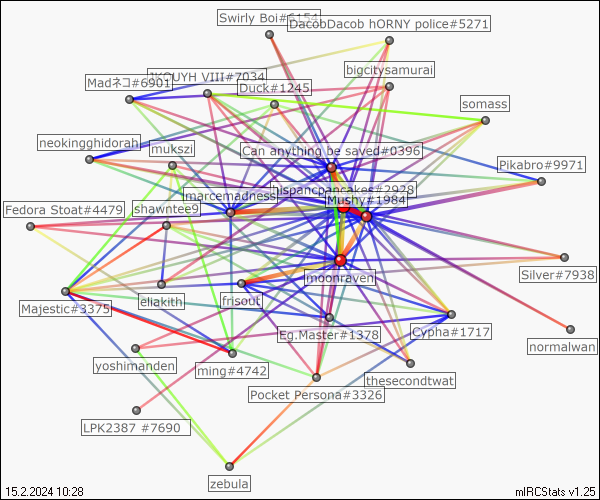 Swirly Boi#6154
DacobDacob hORNY police#5271
bigcitysamurai
JKOUYH VIII#7034
Madネコ#6901
Duck#1245
somass
neokingghidorah
mukszi
Can anything be saved#0396
Pikabro#9971
marcemadness
hispancpancakes#2928
Mushy#1984
Fedora Stoat#4479
shawntee9
moonraven
Silver#7938
Majestic#3375
eliakith
frisout
Eg.Master#1378
Cypha#1717
normalwan
yoshimanden
ming#4742
thesecondtwat
Pocket Persona#3326
LPK2387 #7690
zebula
15.2.2024 10:28
mIRCStats v1.25